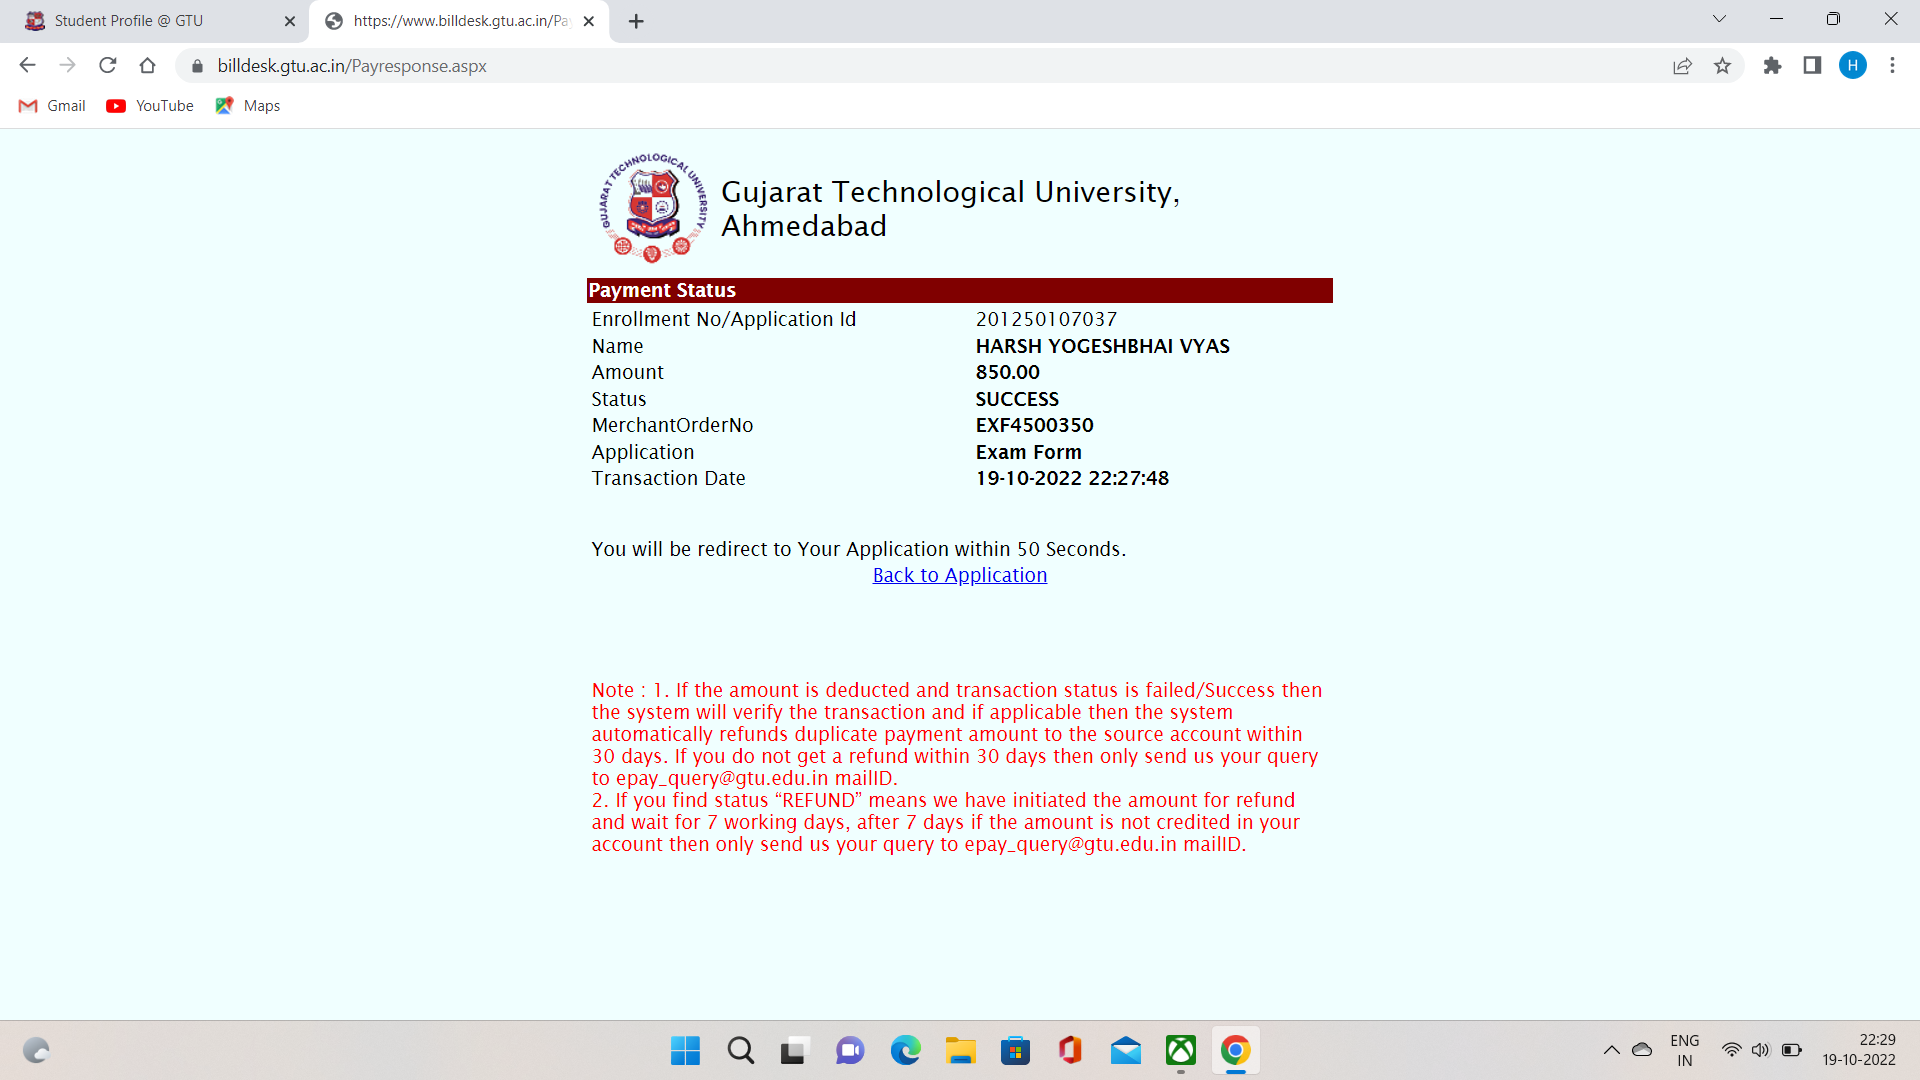 Student Profile @ GTU
https://www.billdesk.gtu.ac.in/Pa
billdesk.gtu.ac.in/Payresponse.aspx
H
Gmail
YouTube
Maps
GUJARAT TECHNOLOGICAL UNIVERSITY
Gujarat Technological University,
Ahmedabad
Payment Status
Enrollment No/Application Id 201250107037
Name HARSH YOGESHBHAI VYAS
Amount 850.00
Status SUCCESS
MerchantOrderNo EXF4500350
Application Exam Form
Transaction Date 19-10-2022 22:27:48
You will be redirect to Your Application within 50 Seconds.
Back to Application
Note : 1. If the amount is deducted and transaction status is failed/Success then
the system will verify the transaction and if applicable then the system
automatically refunds duplicate payment amount to the source account within
30 days. If you do not get a refund within 30 days then only send us your query
to epay_query@gtu.edu.in mailID.
2. If you find status “REFUND” means we have initiated the amount for refund
and wait for 7 working days, after 7 days if the amount is not credited in your
account then only send us your query to epay_query@gtu.edu.in mailID.
ENG
IN
22:29
19-10-2022